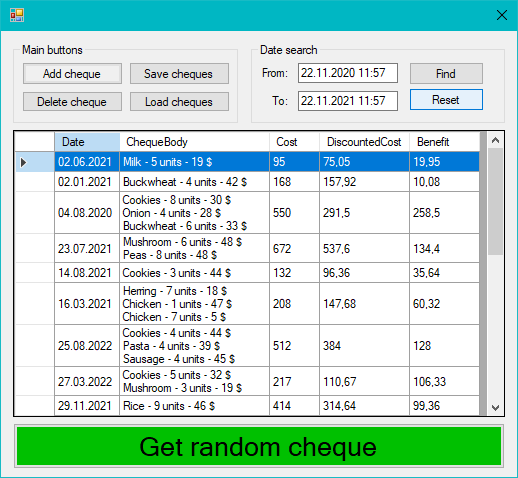 Main buttons
Add cheque Save cheques
Delete cheque Load cheques
Date search
From: 22.11.2020 11:57 Find
To: 22.11.2021 11:57 Reset
Date ChequeBody Cost DiscountedCost Benefit
02.06.2021 Milk - 5 units - 19 $ 95 75,05 19,95
02.01.2021 Buckwheat - 4 units - 42 $ 168 157,92 10,08
Cookies - 8 units - 30 $
04.08.2020 Onion - 4 units - 28 $ 550 291,5 258,5
Buckwheat - 6 units - 33 $
23.07.2021 Mushroom - 6 units - 48 $ 672 537,6 134,4
Peas - 8 units - 48 $
14.08.2021 Cookies - 3 units - 44 $ 132 96,36 35,64
Herring - 7 units - 18 $
16.03.2021 Chicken - 1 units - 47 $ 208 147,68 60,32
Chicken - 7 units - 5 $
Cookies - 4 units - 44 $
25.08.2022 Pasta - 4 units - 39 $ 512 384 128
Sausage - 4 units - 45 $
27.03.2022 Cookies - 5 units - 32 $ 217 110,67 106,33
Mushroom - 3 units - 19 $
29.11.2021 Rice - 9 units - 46 $ 414 314,64 99,36
Get random cheque